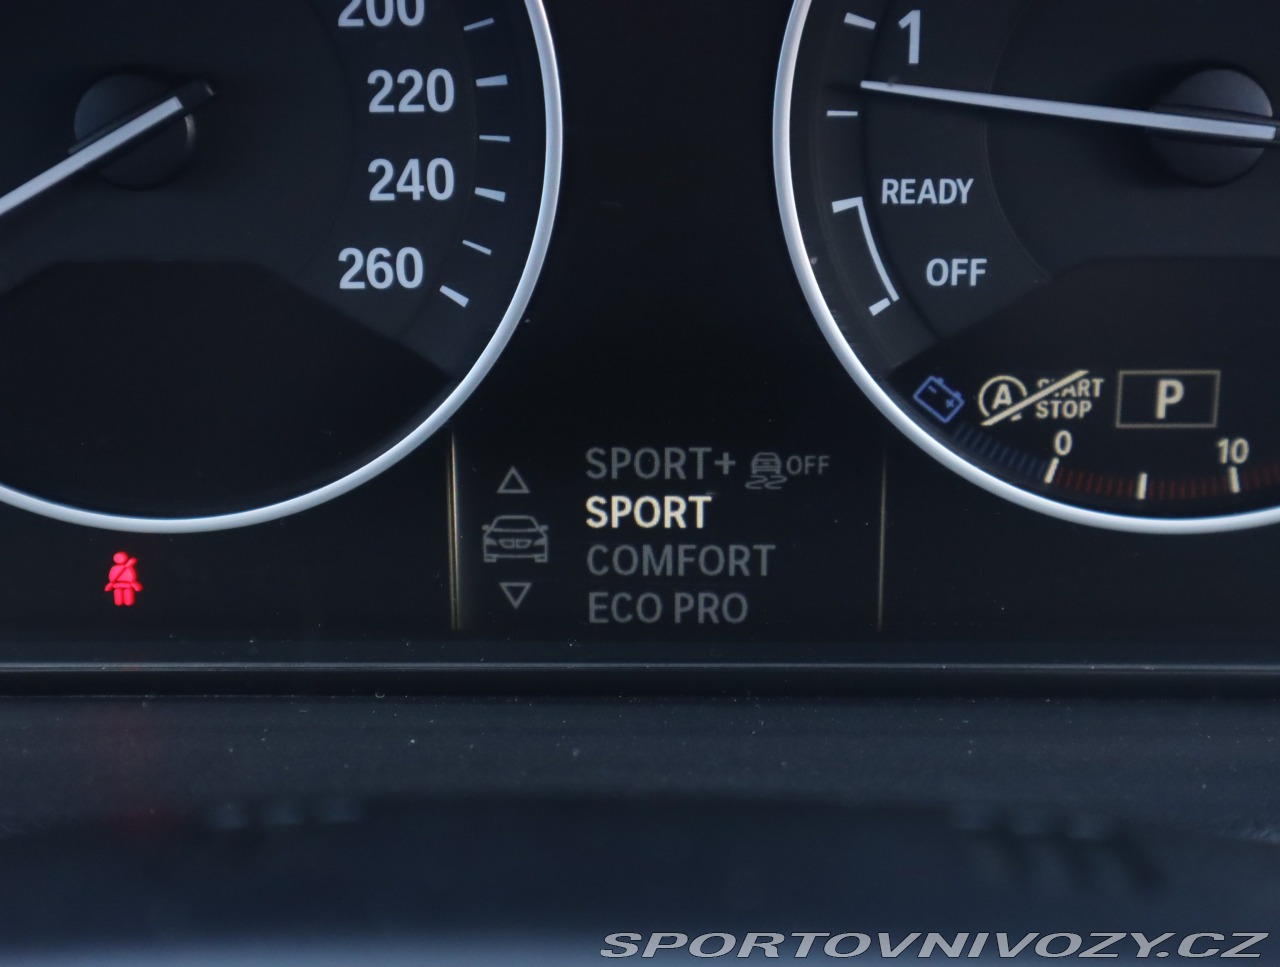 200
220
240
260
1
READY
OFF
A START STOP
P
0 10
SPORT+ OFF
SPORT
COMFORT
ECO PRO
SPORTOVNIVOZY.CZ